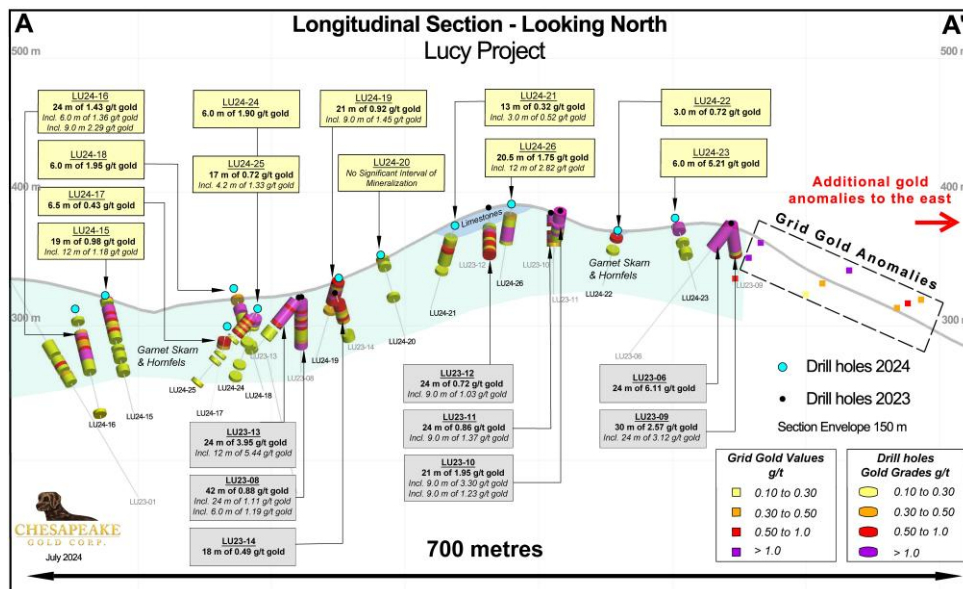 A
Longitudinal Section - Looking North
A'
Lucy Project
500 m
500 m
LU24-16
24 m of 1.43 g/t gold
Incl. 6.0 m of 1.36 g/t gold
Incl. 9.0 m 2.29 g/t gold
LU24-24
6.0 m of 1.90 g/t gold
LU24-19
21 m of 0.92 g/t gold
Incl. 9.0 m of 1.45 g/t gold
LU24-21
13 m of 0.32 g/t gold
Incl. 3.0 m of 0.52 g/t gold
LU24-22
3.0 m of 0.72 g/t gold
LU24-18
6.0 m of 1.95 g/t gold
LU24-25
17 m of 0.72 g/t gold
Incl. 4.2 m of 1.33 g/t gold
LU24-20
No Significant Interval of
Mineralization
LU24-26
20.5 m of 1.75 g/t gold
Incl. 12 m of 2.82 g/t gold
LU24-23
6.0 m of 5.21 g/t gold
400 m
400 m
LU24-17
6.5 m of 0.43 g/t gold
LU24-15
19 m of 0.98 g/t gold
Incl. 12 m of 1.18 g/t gold
Additional gold
anomalies to the east
Limestones
Grid Gold Anomalies
LU23-12
LU23-10
LU24-26
Garnet Skarn
& Hornfels
LU24-22
LU23-11
LU24-23
LU23-09
LU24-21
300 m
300 m
Garnet Skarn
& Hornfels
LU23-13
LU23-14
LU24-20
LU24-19
LU23-08
LU23-06
LU24-25
LU24-24
LU24-18
LU24-17
LU24-15
LU24-16
LU23-01
Drill holes 2024
Drill holes 2023
Section Envelope 150 m
LU23-12
24 m of 0.72 g/t gold
Incl. 9.0 m of 1.03 g/t gold
LU23-06
24 m of 6.11 g/t gold
LU23-13
24 m of 3.95 g/t gold
Incl. 12 m of 5.44 g/t gold
LU23-11
24 m of 0.86 g/t gold
Incl. 9.0 m of 1.37 g/t gold
LU23-09
30 m of 2.57 g/t gold
Incl. 24 m of 3.12 g/t gold
LU23-08
42 m of 0.88 g/t gold
Incl. 24 m of 1.11 g/t gold
Incl. 6.0 m of 1.19 g/t gold
LU23-10
21 m of 1.95 g/t gold
Incl. 9.0 m of 3.30 g/t gold
Incl. 9.0 m of 1.23 g/t gold
LU23-14
18 m of 0.49 g/t gold
Grid Gold Values
g/t
0.10 to 0.30
0.30 to 0.50
0.50 to 1.0
> 1.0
Drill holes
Gold Grades g/t
0.10 to 0.30
0.30 to 0.50
0.50 to 1.0
> 1.0
CHESAPEAKE
GOLD CORP.
July 2024
700 metres